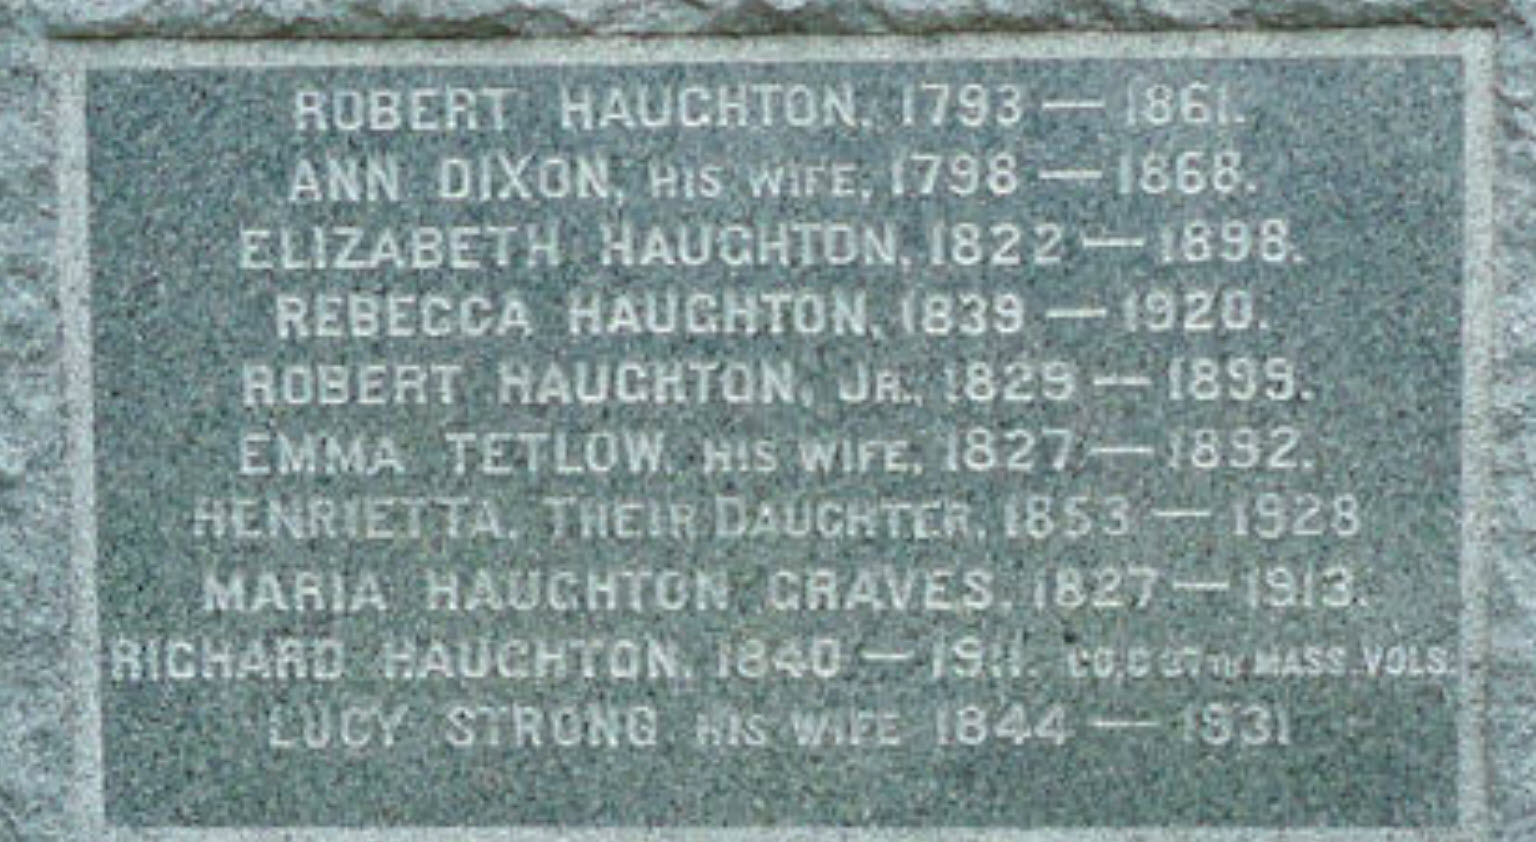 ROBERT HAUGHTON, 1793 — 1861.
ANN DIXON, HIS WIFE, 1798 — 1868.
ELIZABETH HAUGHTON, 1822 — 1898.
REBECCA HAUGHTON, 1839 — 1920.
ROBERT HAUGHTON, JR., 1829 — 1899.
EMMA TETLOW, HIS WIFE, 1827 — 1892.
HENRIETTA, THEIR DAUGHTER, 1853 — 1928
MARIA HAUGHTON GRAVES, 1827 — 1913.
RICHARD HAUGHTON, 1840 — 1911. CO. C 37TH MASS. VOLS.
LUCY STRONG HIS WIFE 1844 — 1931